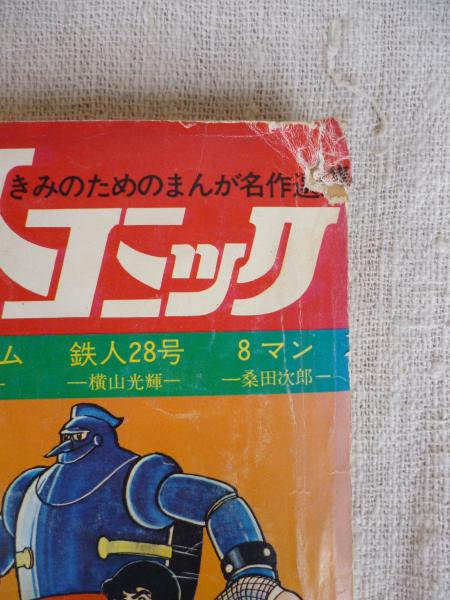 きみのためのまんが名作選
コミック
ム 鉄人28号 8マン
―横山光輝― ―桑田次郎―